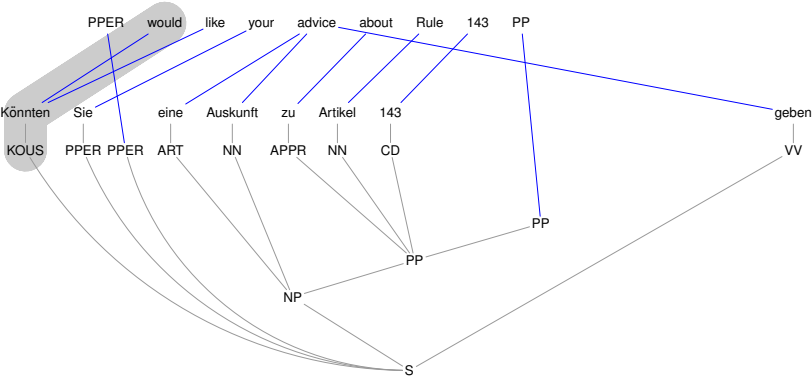 PPER would like your advice about Rule 143 PP
Könnten Sie eine Auskunft zu Artikel 143 geben
KOUS PPER PPER ART NN APPR NN CD VV
PP
PP
NP
S